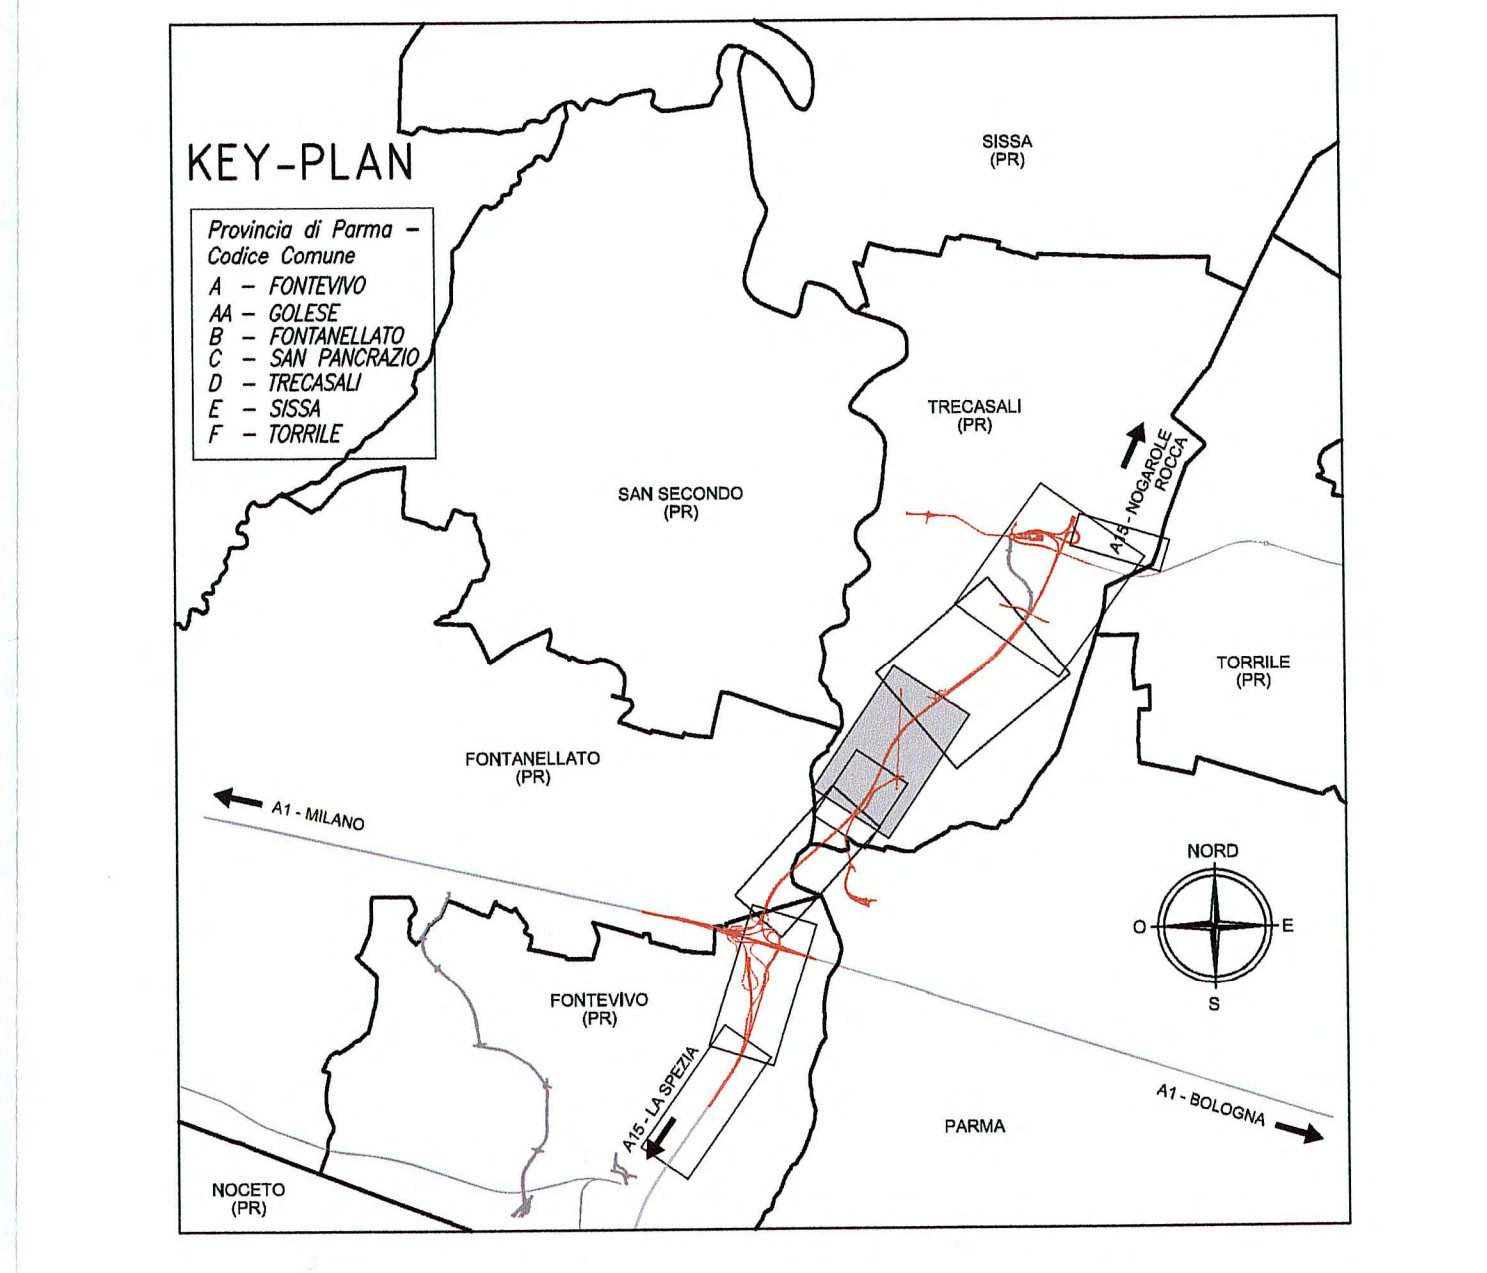 KEY-PLAN
Provincia di Parma -
Codice Comune
A - FONTEVIVO
AA - GOLESE
B - FONTANELLATO
C - SAN PANCRAZIO
D - TRECASALI
E - SISSA
F - TORRILE
SISSA
(PR)
TRECASALI
(PR)
A15 - NOGAROLE
ROCCA
SAN SECONDO
(PR)
TORRILE
(PR)
FONTANELLATO
(PR)
A1 - MILANO
NORD
O
E
S
FONTEVIVO
(PR)
A15 - LA SPEZIA
A1 - BOLOGNA
PARMA
NOCETO
(PR)